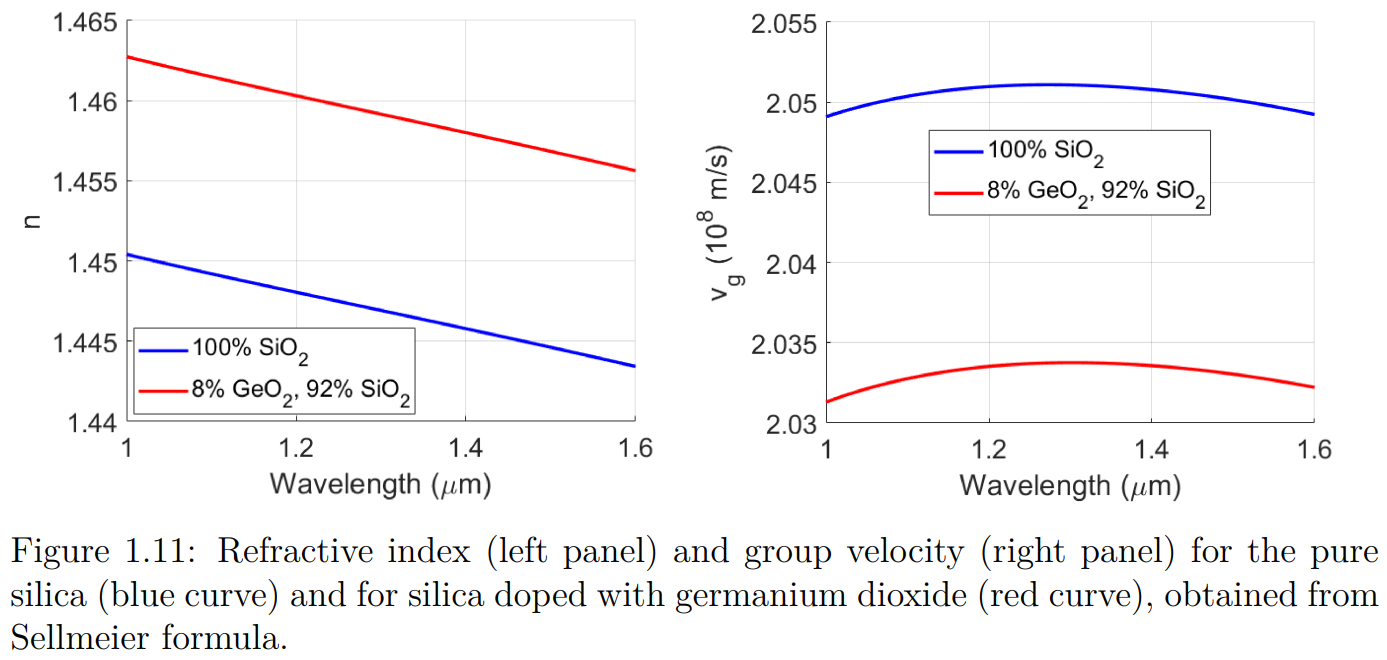 1.465
1.46
1.455
1.45
1.445
1.44
n
1
1.2
1.4
1.6
Wavelength (μm)
100% SiO2
8% GeO2, 92% SiO2
2.055
2.05
2.045
2.04
2.035
2.03
vg (10^8 m/s)
1
1.2
1.4
1.6
Wavelength (μm)
100% SiO2
8% GeO2, 92% SiO2
Figure 1.11: Refractive index (left panel) and group velocity (right panel) for the pure
silica (blue curve) and for silica doped with germanium dioxide (red curve), obtained from
Sellmeier formula.